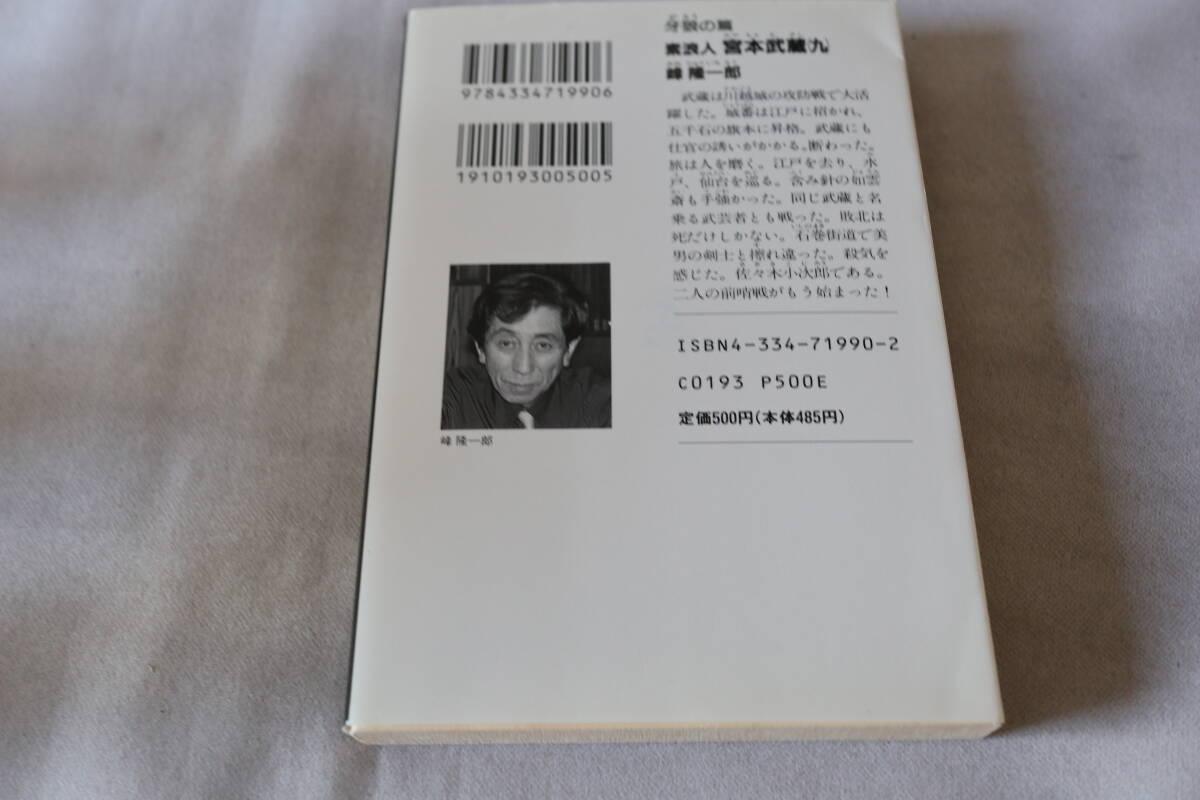 9784334719906
1910193005005
峰 隆一郎
牙狼の篇
素浪人 宮本武蔵(九)
峰 隆一郎
武蔵は川越城の攻防戦で大活
躍した。城番は江戸に招かれ、
五千石の旗本に昇格。武蔵にも
仕官の誘いがかかる。断わった。
旅は人を磨く。江戸を去り、水
戸、仙台を巡る。含み針の如雲
斎も手強かった。同じ武蔵と名
乗る武芸者とも戦った。敗北は
死だけしかない。石巻街道で美
男の剣士と擦れ違った。殺気を
感じた。佐々木小次郎である。
二人の前哨戦がもう始まった!
ISBN4-334-71990-2
C0193 P500E
定価500円(本体485円)